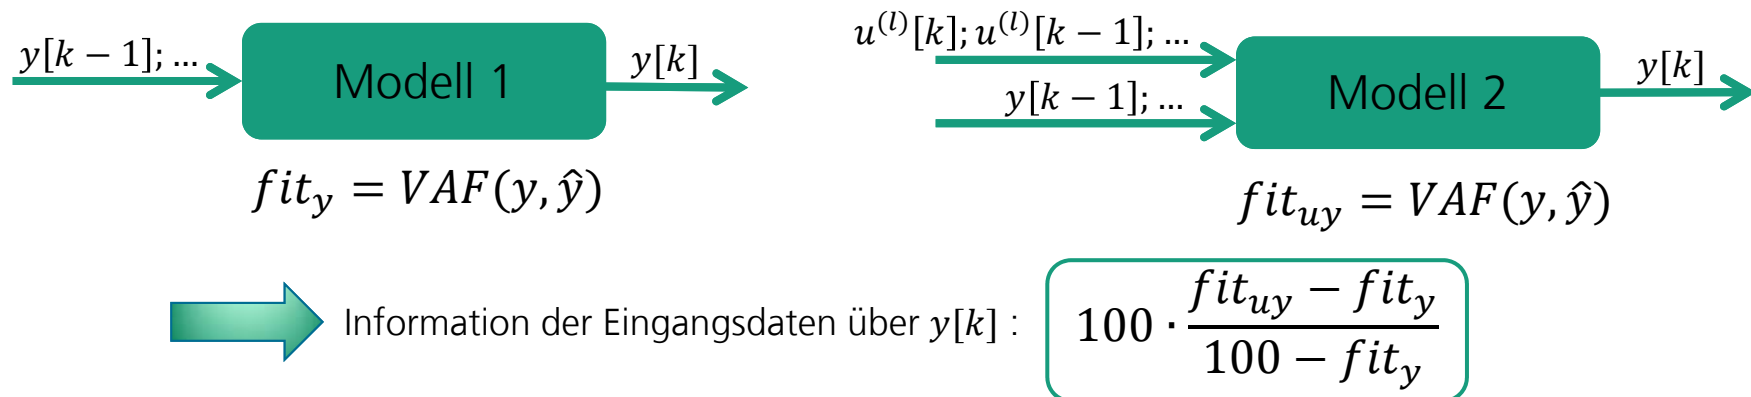 y[k − 1]; ...
Modell 1
y[k]
fit_y = VAF(y, ŷ)
u^(l)[k]; u^(l)[k − 1]; ...
y[k − 1]; ...
Modell 2
y[k]
fit_uy = VAF(y, ŷ)
Information der Eingangsdaten über y[k] :
100 · (fit_uy − fit_y) / (100 − fit_y)